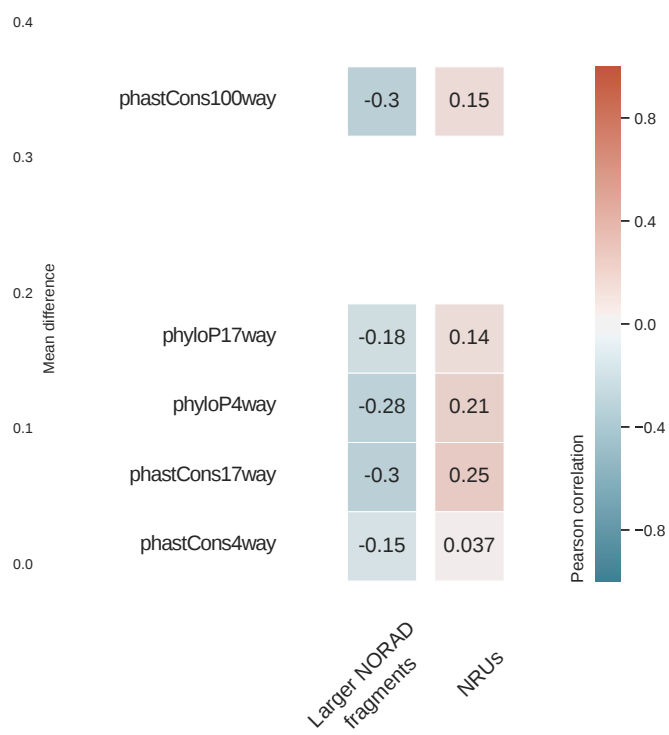 0.4
phastCons100way
-0.3
0.15
0.8
0.3
0.4
Mean difference
0.2
phyloP17way
-0.18
0.14
0.0
phyloP4way
-0.28
0.21
0.1
−0.4
phastCons17way
-0.3
0.25
Pearson correlation
−0.8
phastCons4way
-0.15
0.037
0.0
Larger NORAD
fragments
NRUs